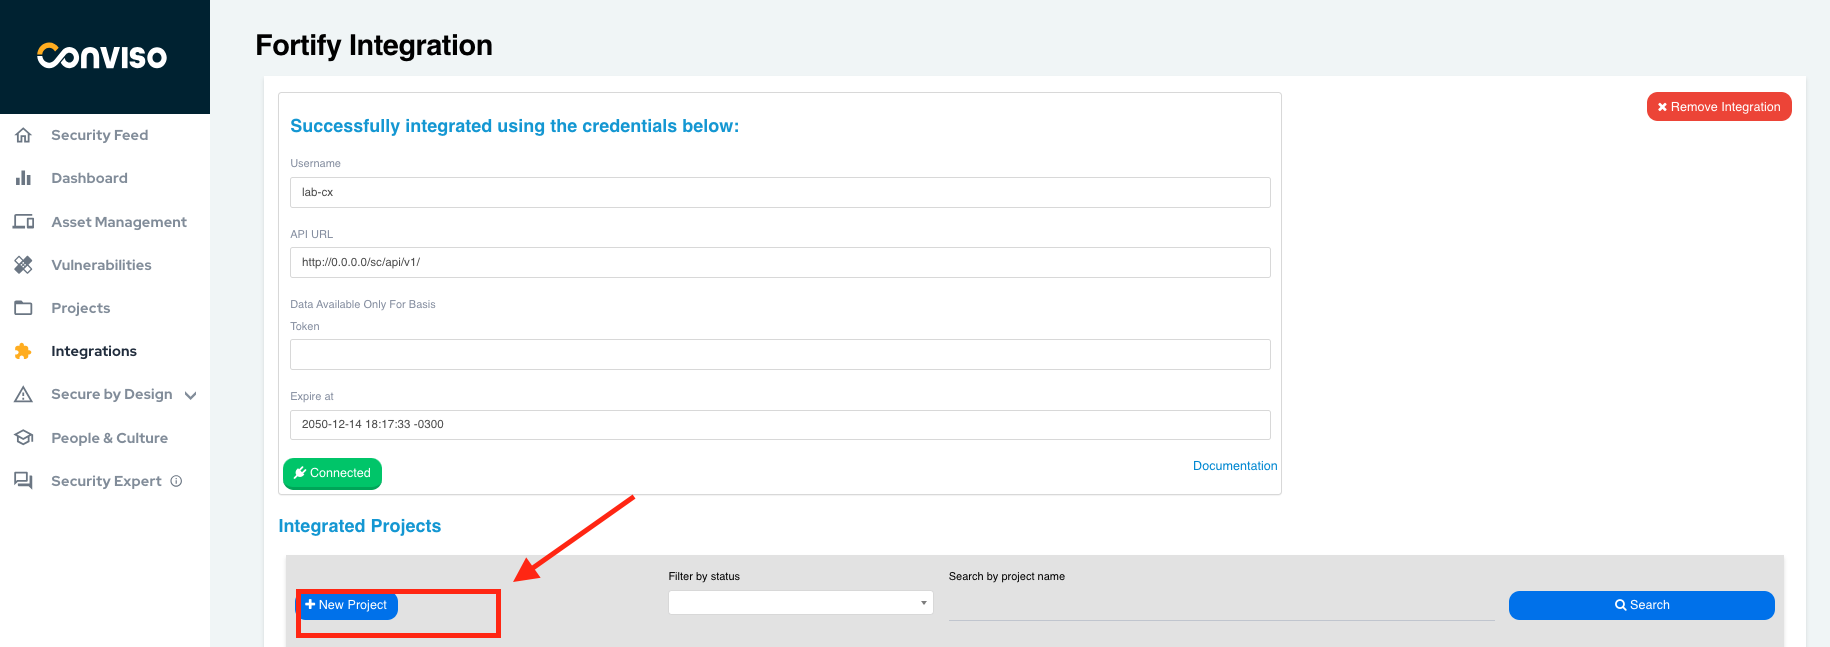 Conviso
Security Feed
Dashboard
Asset Management
Vulnerabilities
Projects
Integrations
Secure by Design
People & Culture
Security Expert
Fortify Integration
Remove Integration
Successfully integrated using the credentials below:
Username
lab-cx
API URL
http://0.0.0.0/sc/api/v1/
Data Available Only For Basis
Token
Expire at
2050-12-14 18:17:33 -0300
Connected
Documentation
Integrated Projects
New Project
Filter by status
Search by project name
Search